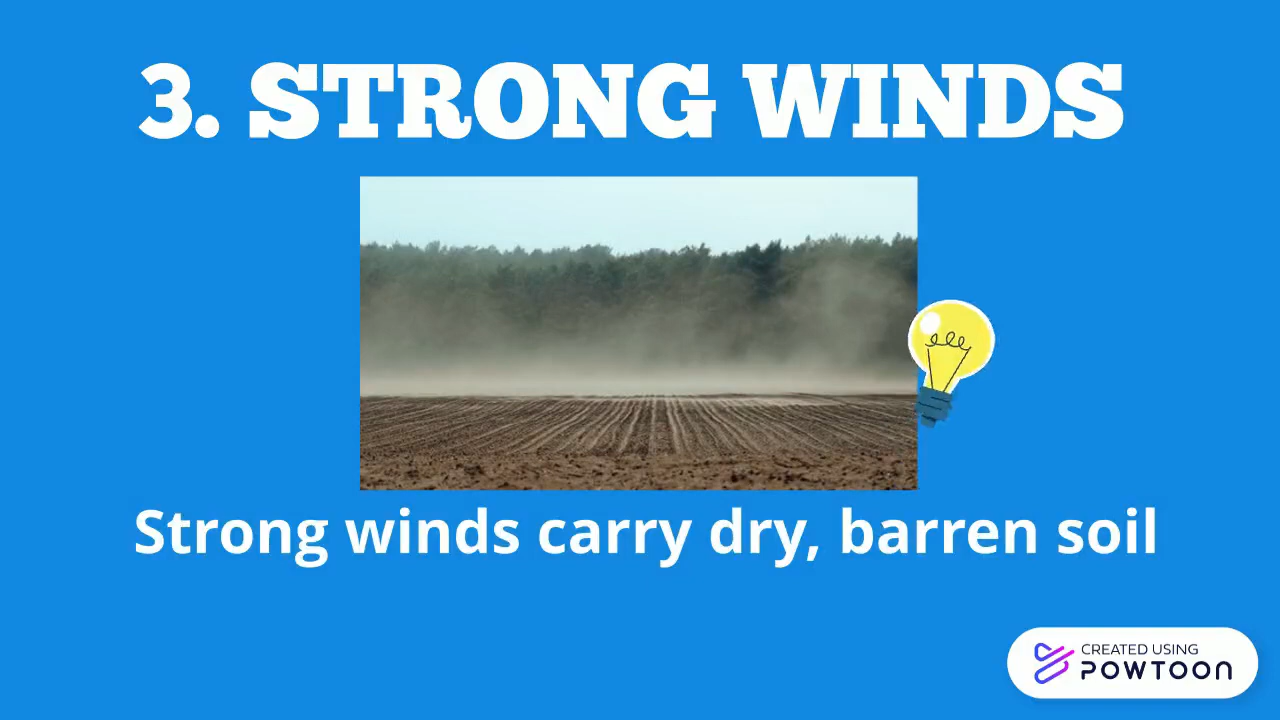 3. STRONG WINDS
Strong winds carry dry, barren soil
CREATED USING
POWTOON